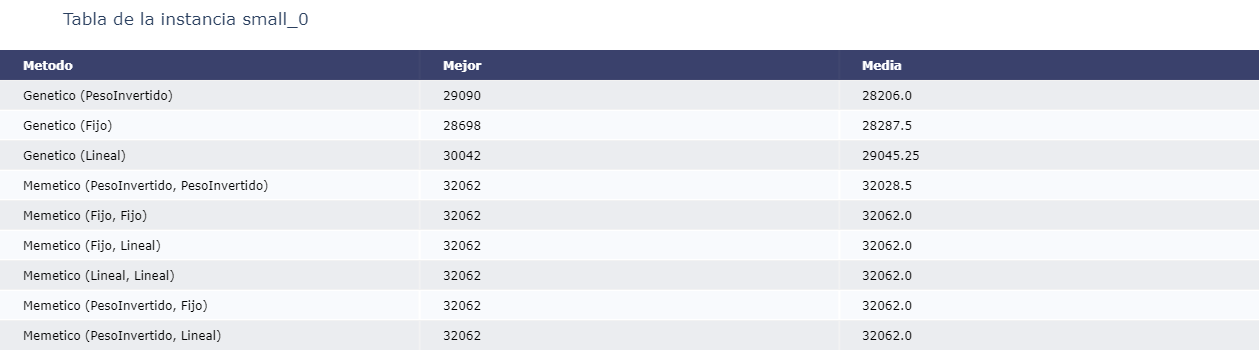 Tabla de la instancia small_0
Metodo Mejor Media
Genetico (PesoInvertido) 29090 28206.0
Genetico (Fijo) 28698 28287.5
Genetico (Lineal) 30042 29045.25
Memetico (PesoInvertido, PesoInvertido) 32062 32028.5
Memetico (Fijo, Fijo) 32062 32062.0
Memetico (Fijo, Lineal) 32062 32062.0
Memetico (Lineal, Lineal) 32062 32062.0
Memetico (PesoInvertido, Fijo) 32062 32062.0
Memetico (PesoInvertido, Lineal) 32062 32062.0